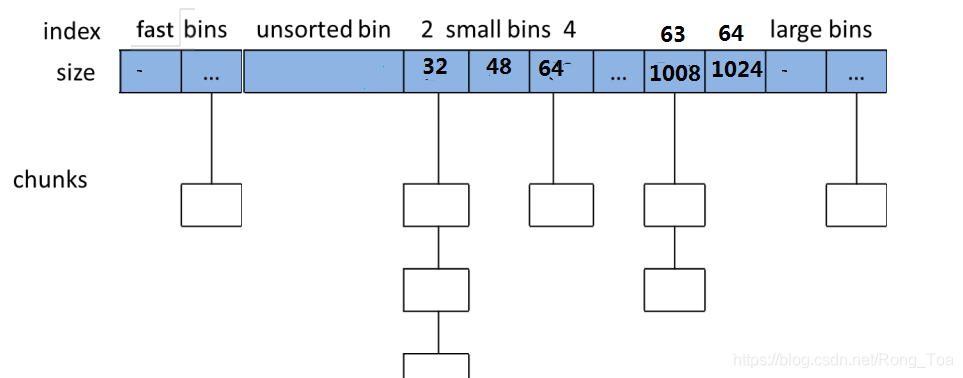 index fast bins unsorted bin 2 small bins 4 63 64 large bins
size - ... 32 48 64 ... 1008 1024 - ...
chunks
https://blog.csdn.net/Rong_Toa